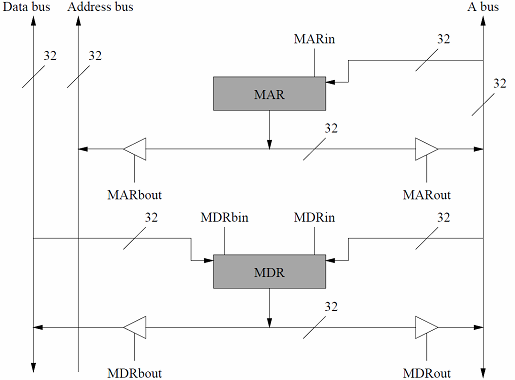 Data bus Address bus A bus
MARin 32
32 32
32
MAR
32
MARbout MARout
MDRbin MDRin
32 32
MDR
32
MDRbout MDRout